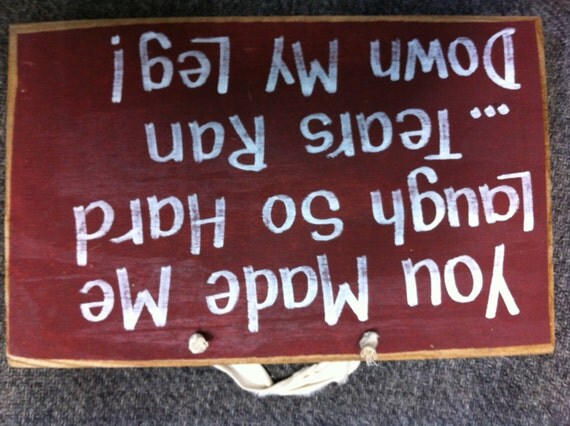 You Made Me
Laugh So Hard
...Tears Ran
Down My Leg!